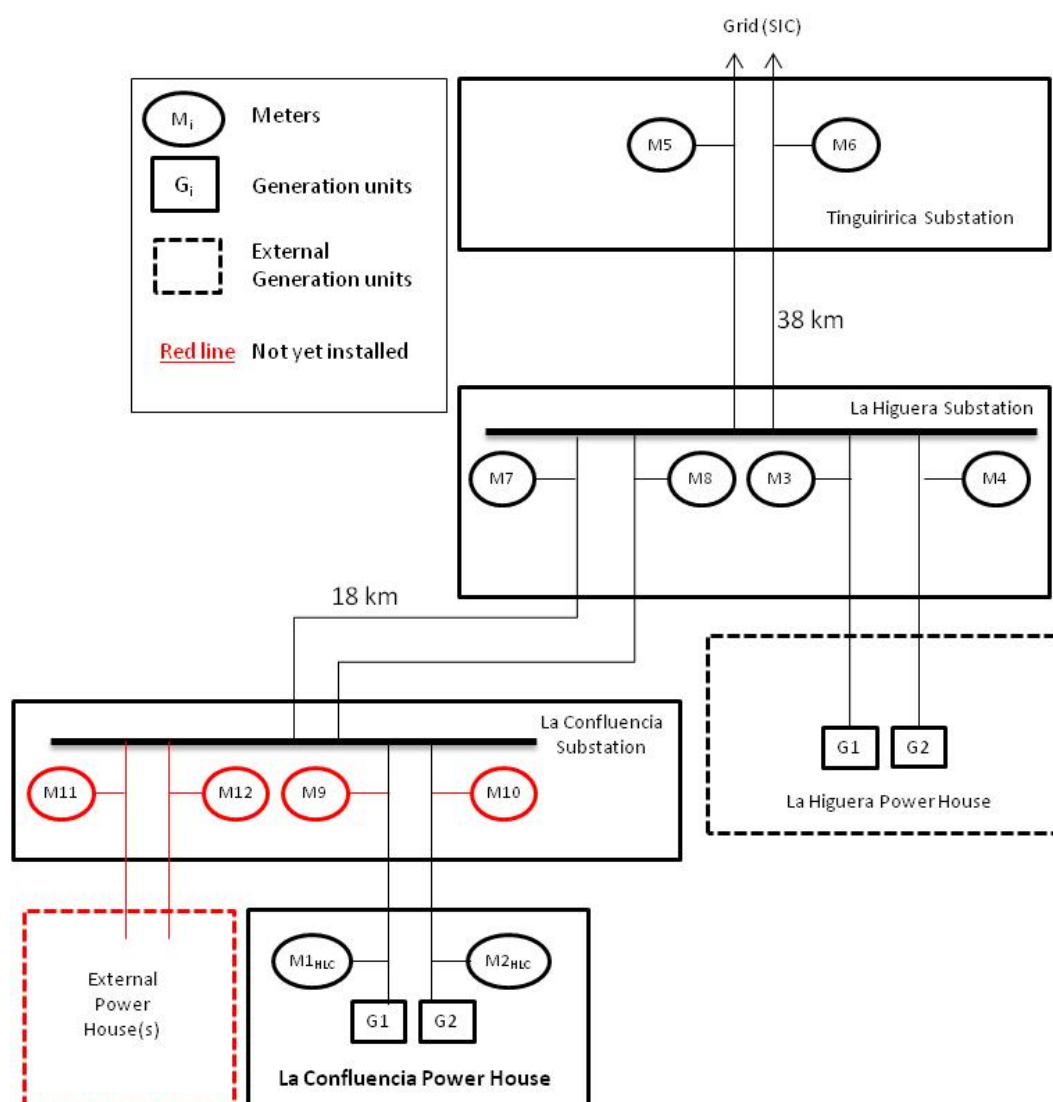 Grid (SIC)
Mi
Meters
Gi
Generation units
External
Generation units
Red line Not yet installed
M5
M6
Tinguiririca Substation
38 km
La Higuera Substation
M7
M8
M3
M4
18 km
La Confluencia
Substation
M11
M12
M9
M10
G1
G2
La Higuera Power House
External
Power
House(s)
M1HLC
M2HLC
G1
G2
La Confluencia Power House